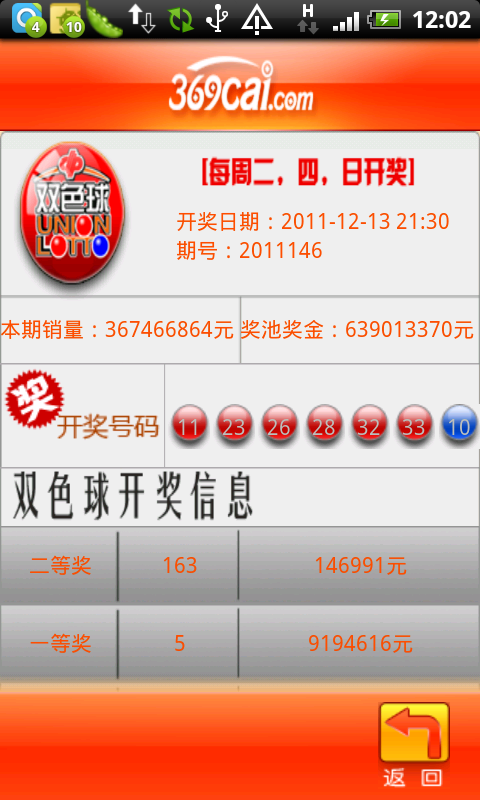 4
10
H
12:02
369cai.com
[每周二，四，日开奖]
双色球
UNION
LOTTO
开奖日期：2011-12-13 21:30
期号：2011146
本期销量：367466864元 奖池奖金：639013370元
奖
开奖号码 11 23 26 28 32 33 10
双色球开奖信息
二等奖 163 146991元
一等奖 5 9194616元
返 回